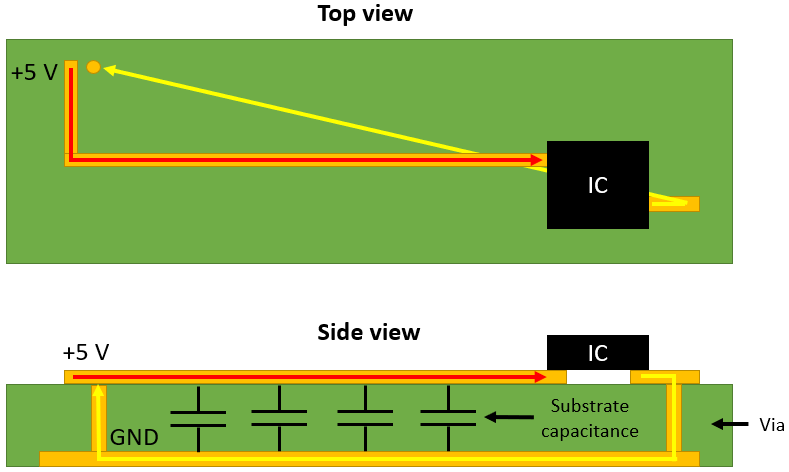 Top view
+5 V
IC
Side view
+5 V
IC
GND
Substrate
capacitance
Via